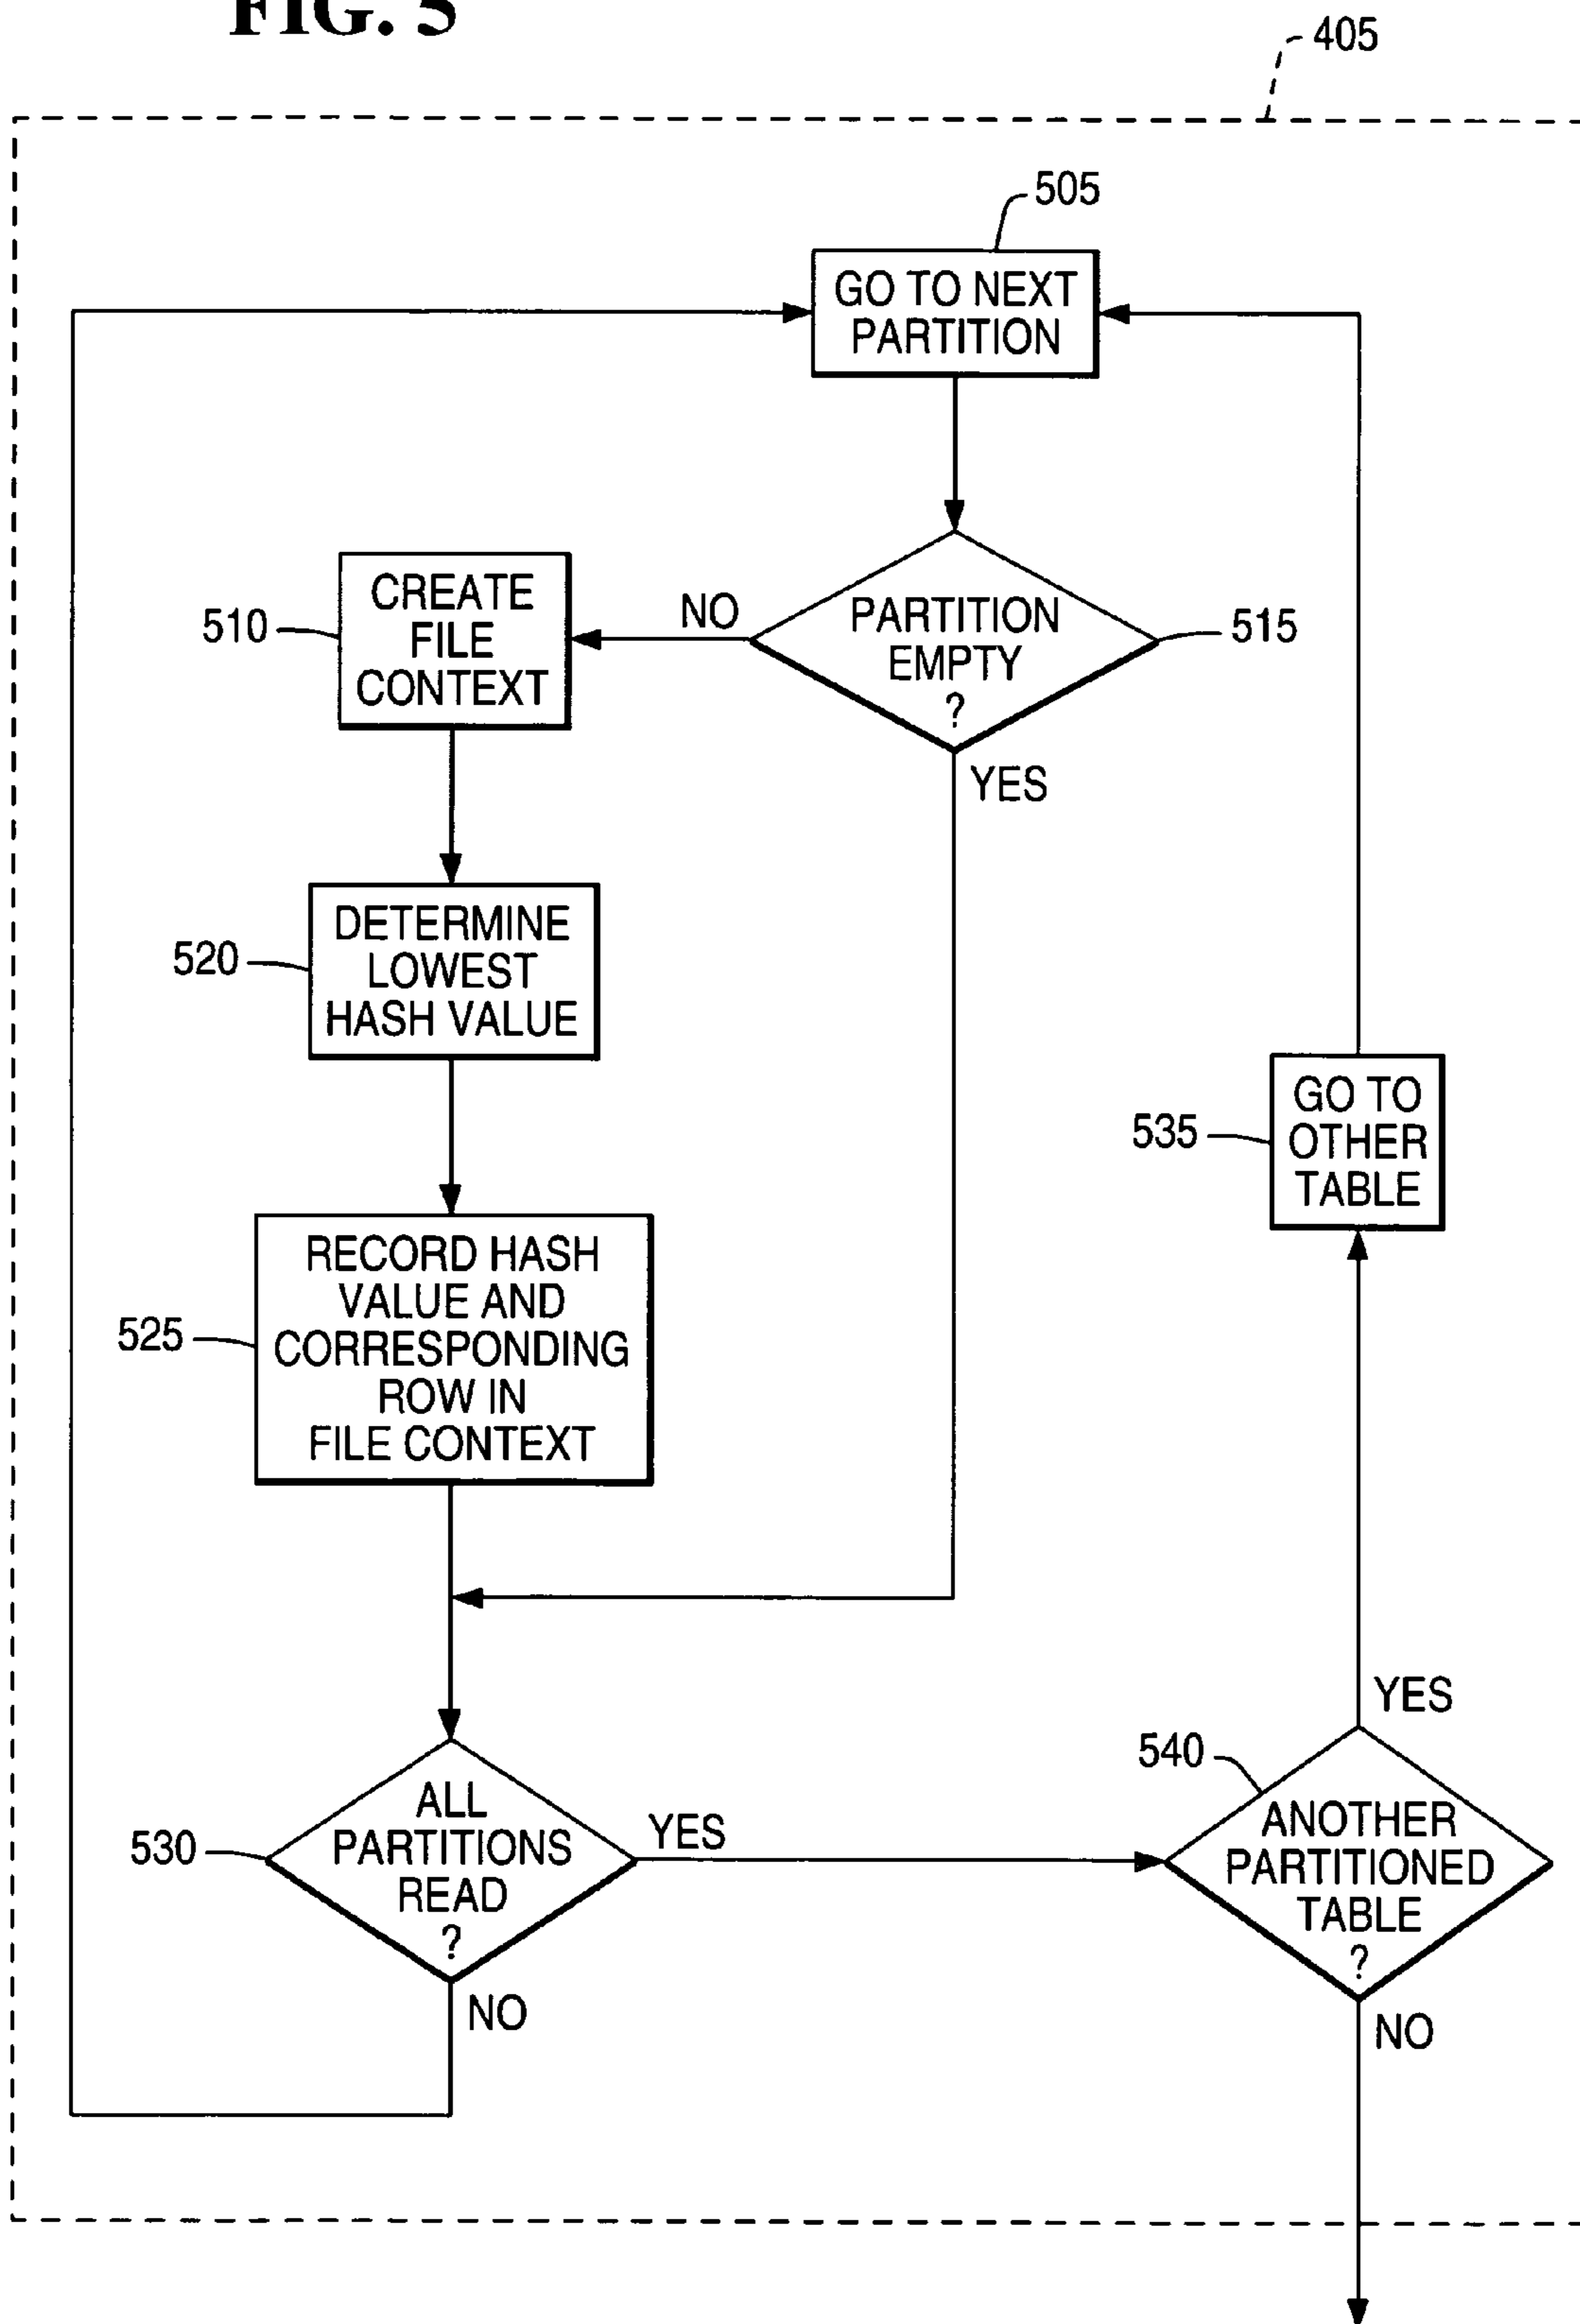 FIG. 5
405
505
GO TO NEXT
PARTITION
510
CREATE
FILE
CONTEXT
NO
PARTITION
EMPTY
?
515
YES
520
DETERMINE
LOWEST
HASH VALUE
535
GO TO
OTHER
TABLE
525
RECORD HASH
VALUE AND
CORRESPONDING
ROW IN
FILE CONTEXT
530
ALL
PARTITIONS
READ
?
YES
NO
540
YES
ANOTHER
PARTITIONED
TABLE
?
NO